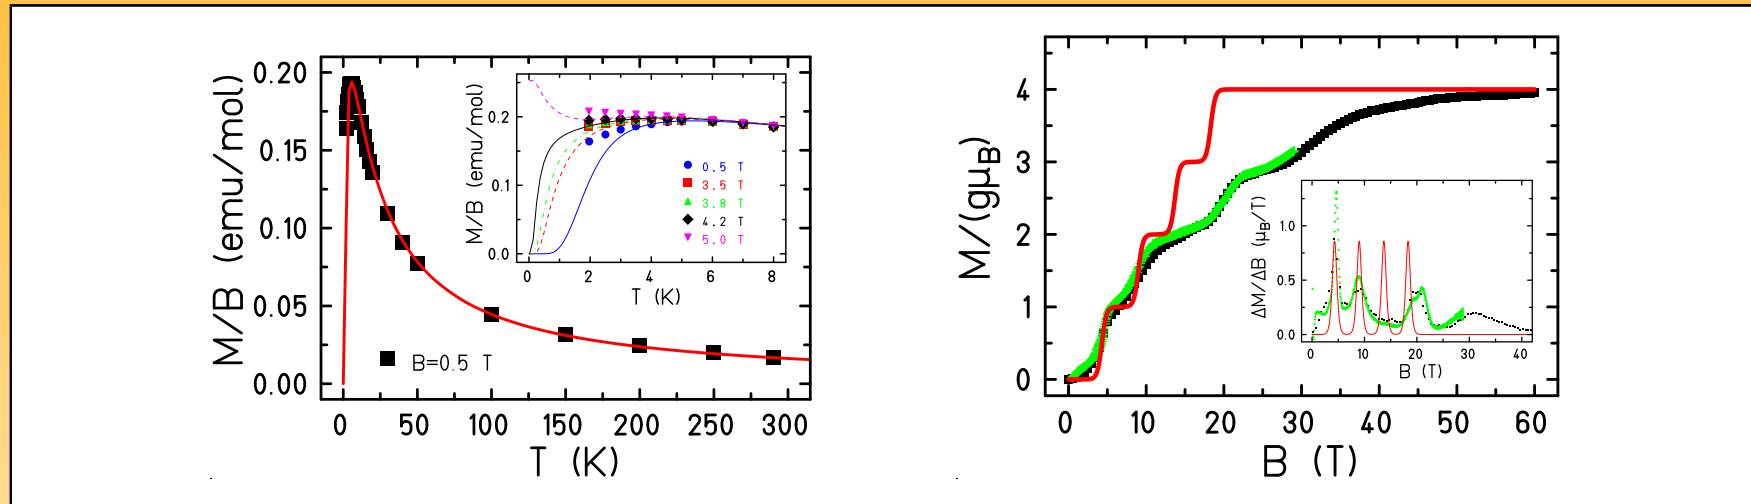 M/B (emu/mol)
0.20
0.15
0.10
0.05
0.00
0
50
100
150
200
250
300
T (K)
B=0.5 T
M/B (emu/mol)
0.2
0.1
0.0
0
2
4
6
8
T (K)
0.5 T
3.5 T
3.8 T
4.2 T
5.0 T
M/(gμB)
4
3
2
1
0
0
10
20
30
40
50
60
B (T)
ΔM/ΔB (μB/T)
1.0
0.5
0.0
0
10
20
30
40
B (T)